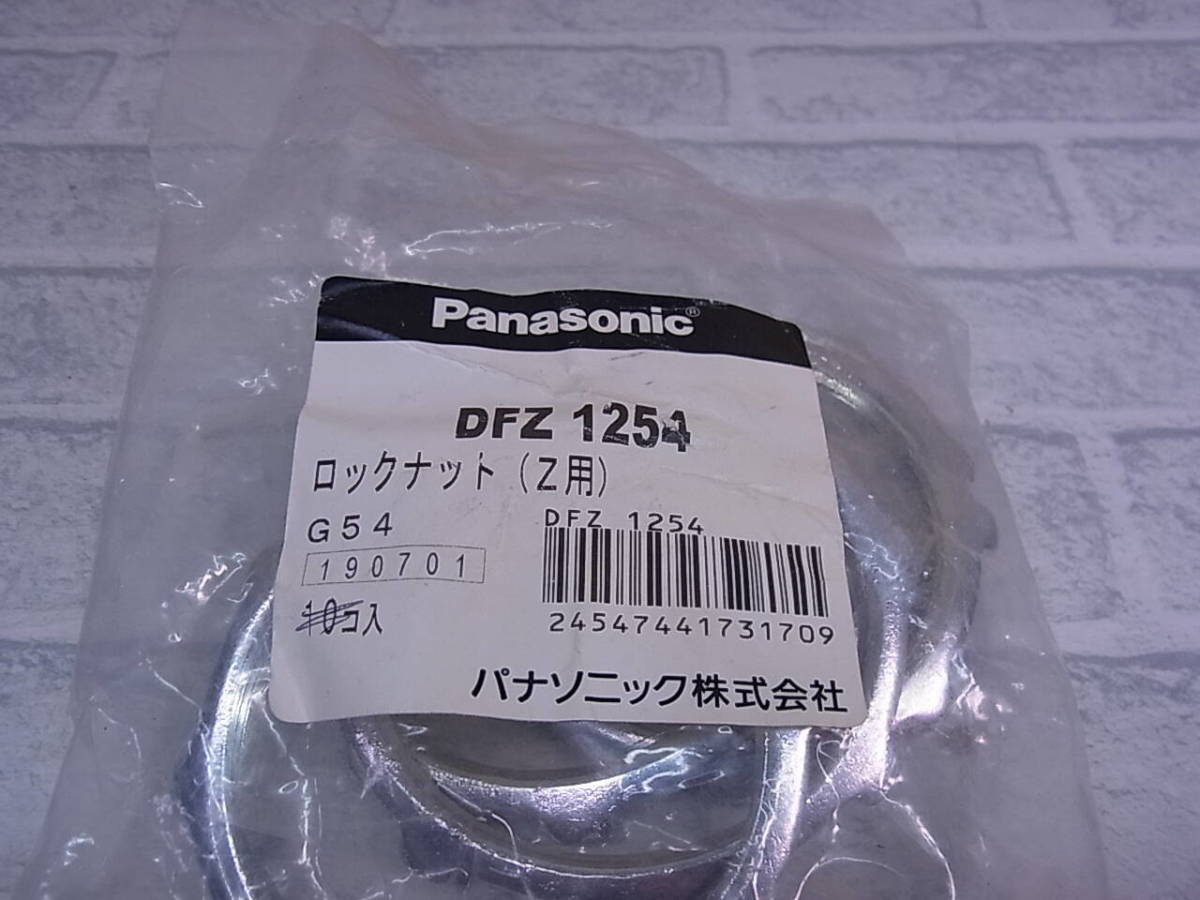 Panasonic®
DFZ 1254
ロックナット（Z用）
G54
190701
10コ入
DFZ 1254
24547441731709
パナソニック株式会社